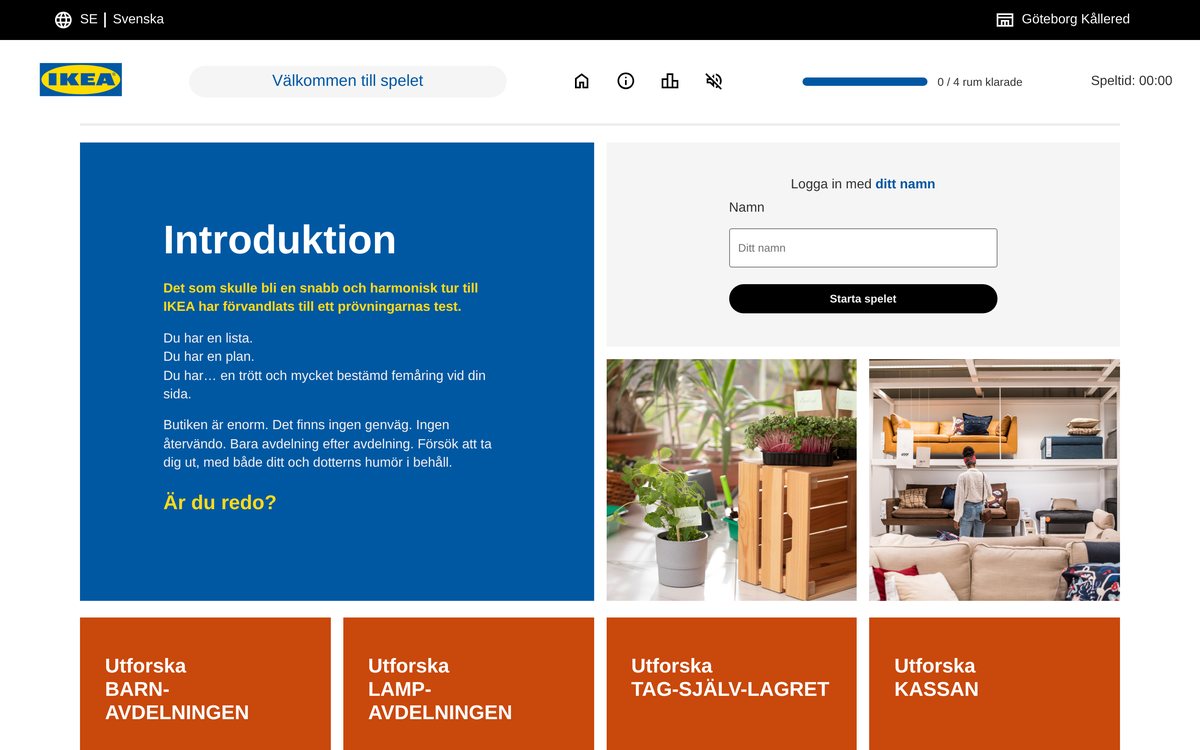 SE | Svenska
Göteborg Kållered
IKEA
Välkommen till spelet
0 / 4 rum klarade
Speltid: 00:00
Introduktion
Det som skulle bli en snabb och harmonisk tur till
IKEA har förvandlats till ett prövningarnas test.
Du har en lista.
Du har en plan.
Du har… en trött och mycket bestämd femåring vid din
sida.
Butiken är enorm. Det finns ingen genväg. Ingen
återvändo. Bara avdelning efter avdelning. Försök att ta
dig ut, med både ditt och dotterns humör i behåll.
Är du redo?
Logga in med ditt namn
Namn
Ditt namn
Starta spelet
Utforska
BARN-
AVDELNINGEN
Utforska
LAMP-
AVDELNINGEN
Utforska
TAG-SJÄLV-LAGRET
Utforska
KASSAN